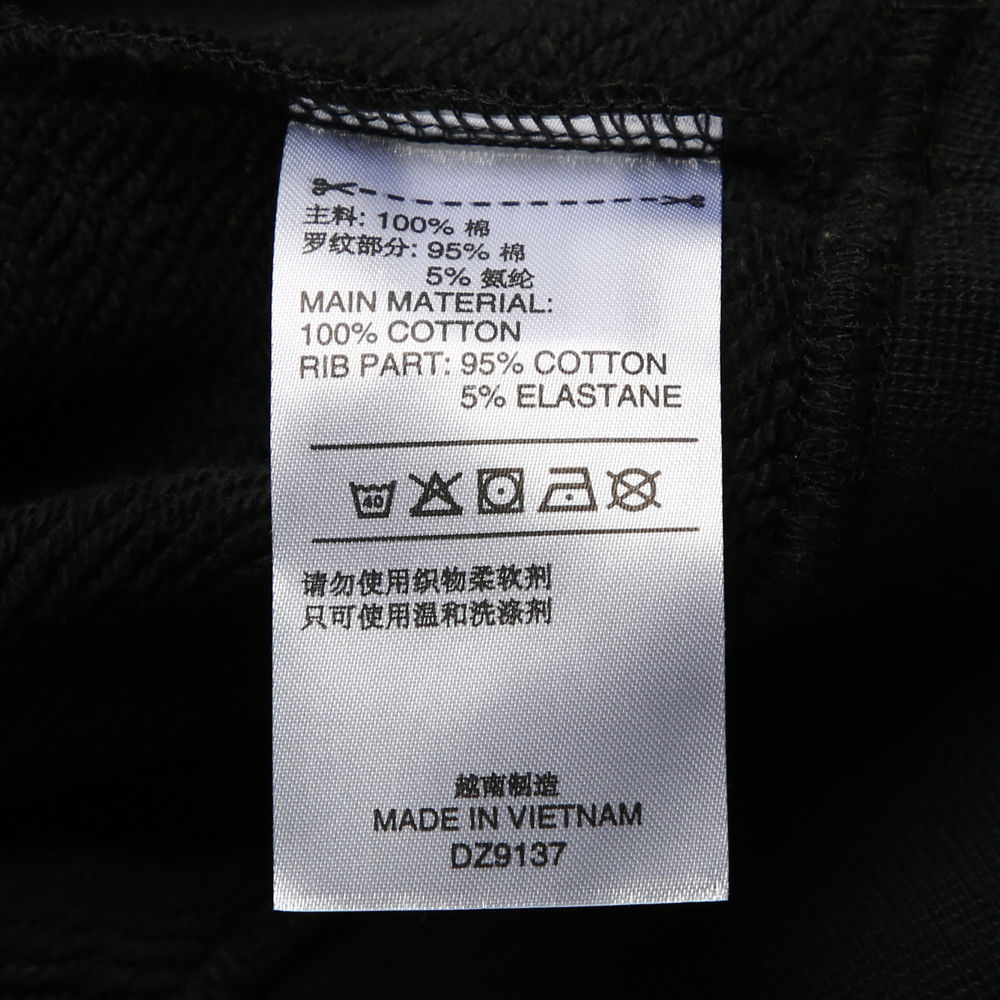 主料: 100% 棉
罗纹部分: 95% 棉
5% 氨纶
MAIN MATERIAL:
100% COTTON
RIB PART: 95% COTTON
5% ELASTANE
40
请勿使用织物柔软剂
只可使用温和洗涤剂
越南制造
MADE IN VIETNAM
DZ9137